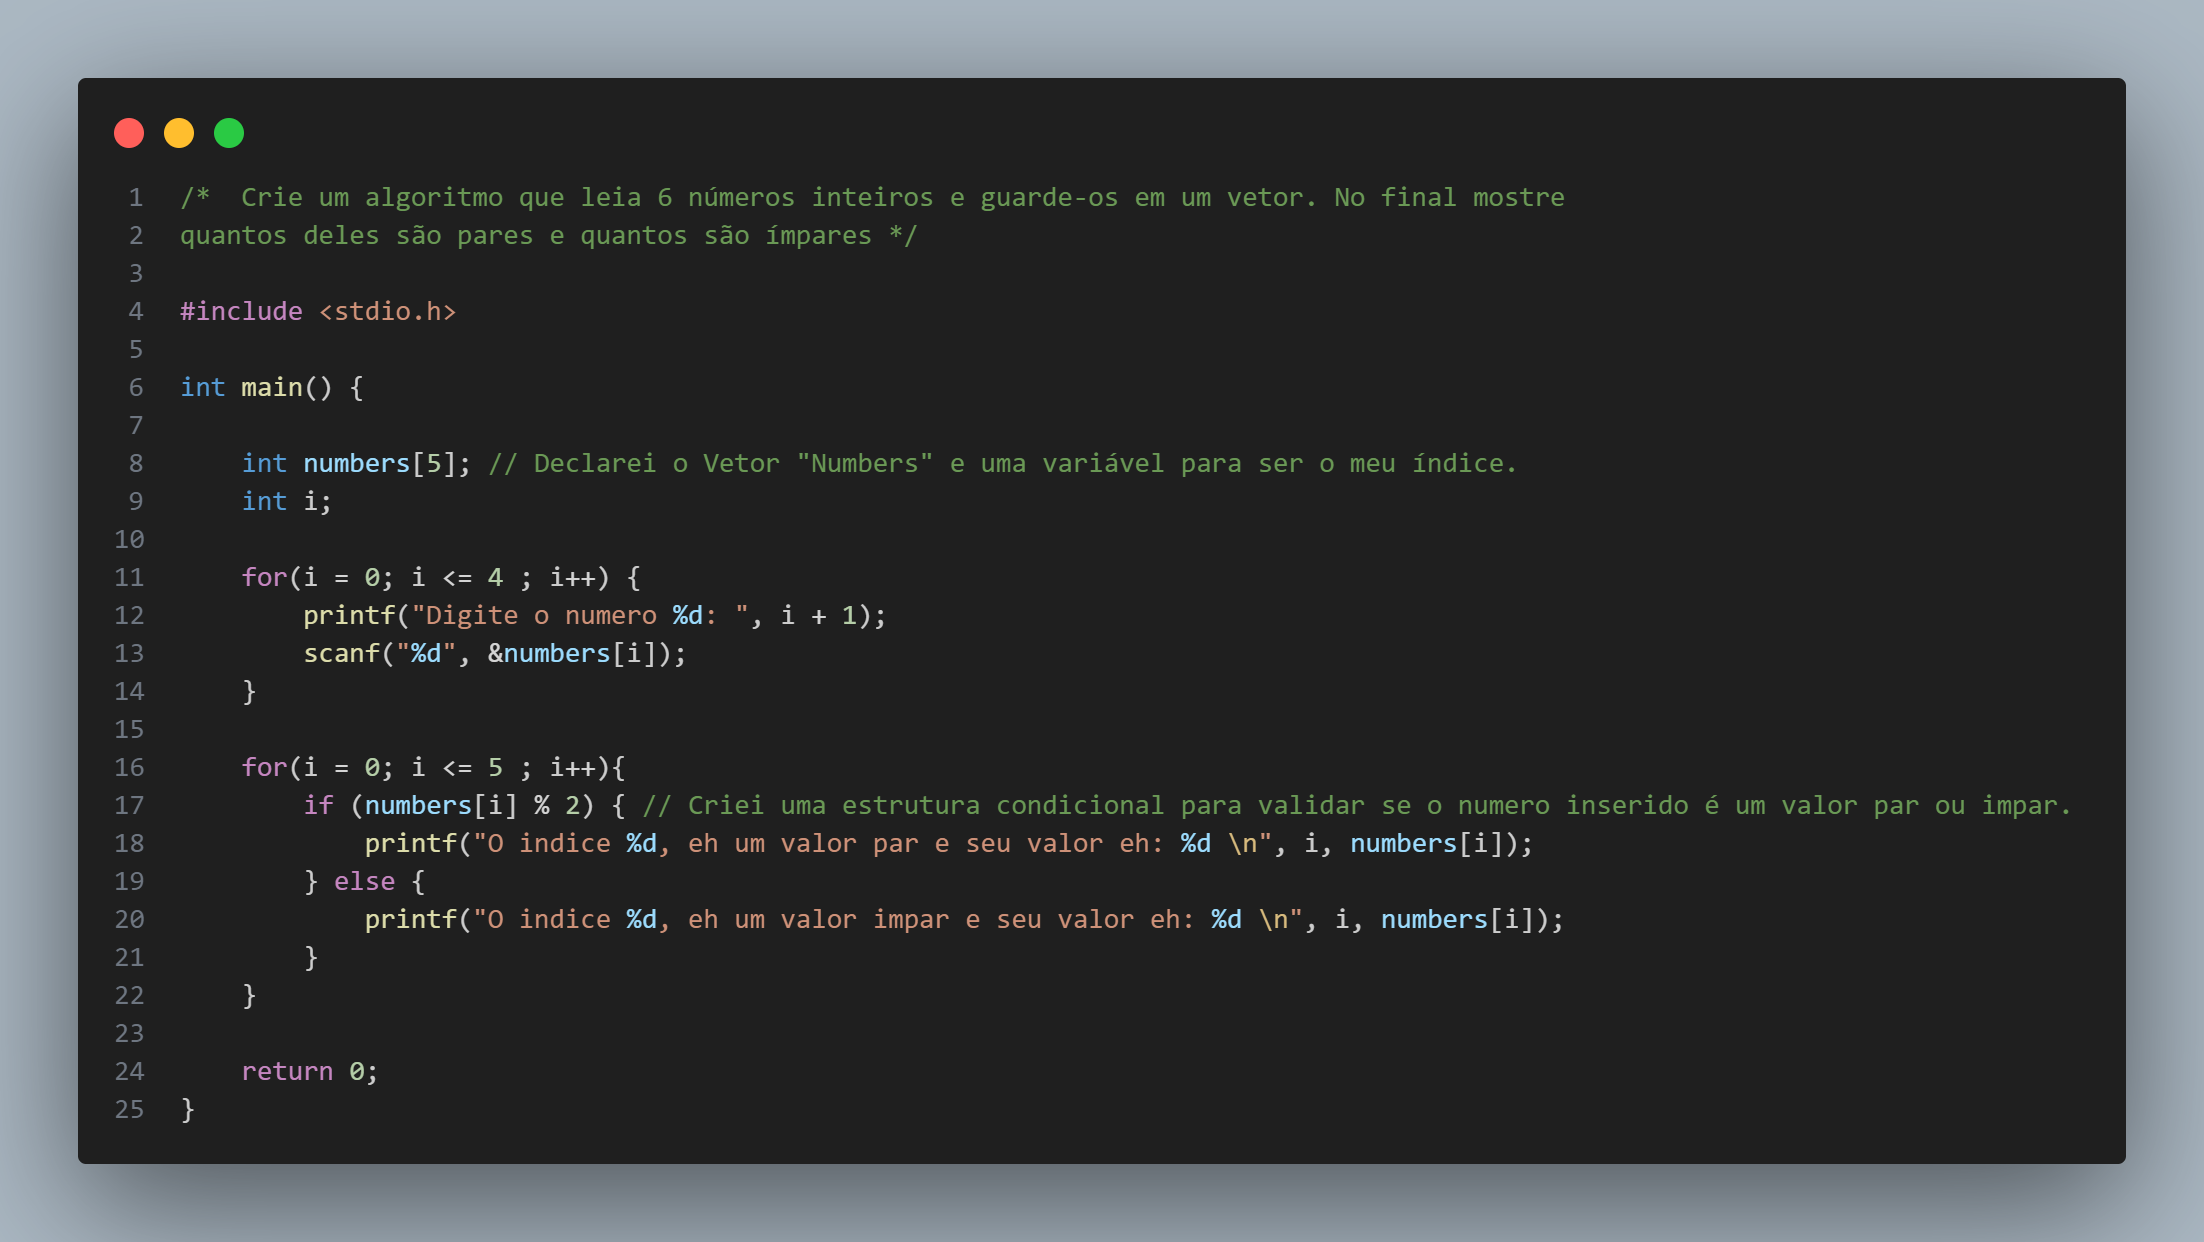 1 /*  Crie um algoritmo que leia 6 números inteiros e guarde-os em um vetor. No final mostre
2 quantos deles são pares e quantos são ímpares */
3
4 #include <stdio.h>
5
6 int main() {
7
8     int numbers[5]; // Declarei o Vetor "Numbers" e uma variável para ser o meu índice.
9     int i;
10
11     for(i = 0; i <= 4 ; i++) {
12         printf("Digite o numero %d: ", i + 1);
13         scanf("%d", &numbers[i]);
14     }
15
16     for(i = 0; i <= 5 ; i++){
17         if (numbers[i] % 2) { // Criei uma estrutura condicional para validar se o numero inserido é um valor par ou impar.
18             printf("O indice %d, eh um valor par e seu valor eh: %d \n", i, numbers[i]);
19         } else {
20             printf("O indice %d, eh um valor impar e seu valor eh: %d \n", i, numbers[i]);
21         }
22     }
23
24     return 0;
25 }